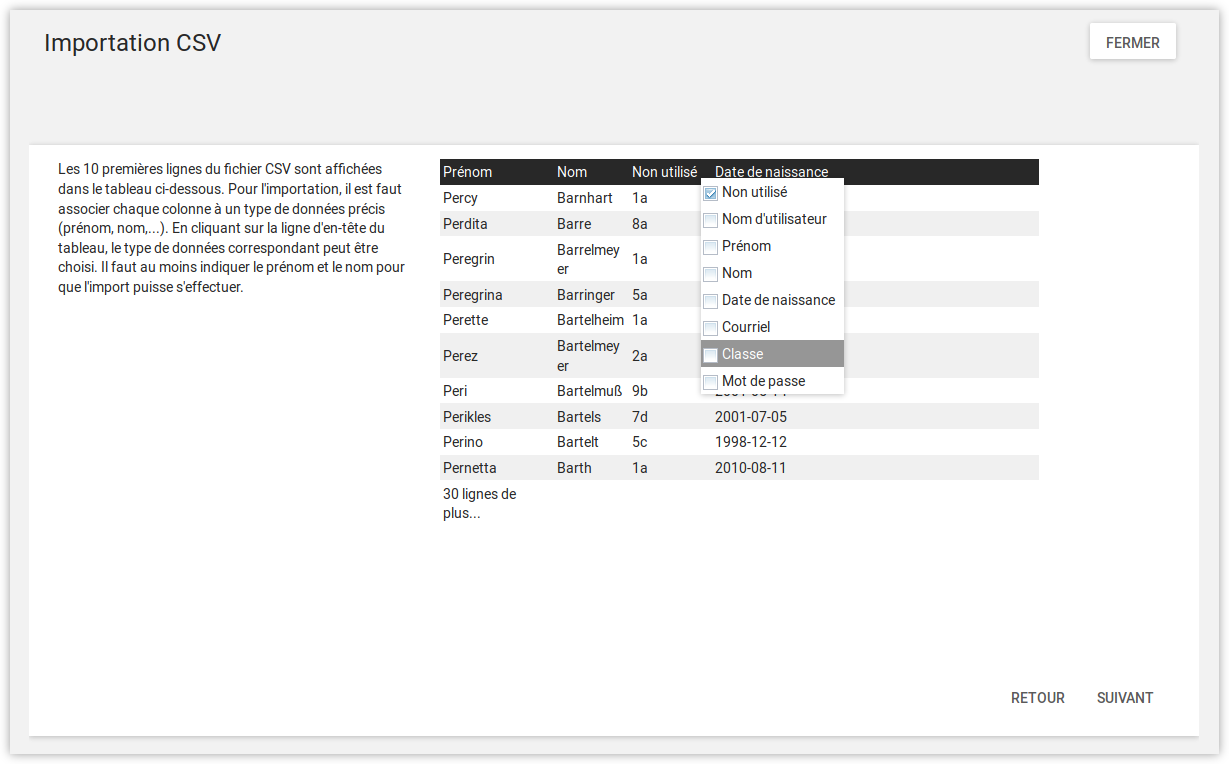 Importation CSV
FERMER
Les 10 premières lignes du fichier CSV sont affichées
dans le tableau ci-dessous. Pour l'importation, il est faut
associer chaque colonne à un type de données précis
(prénom, nom,...). En cliquant sur la ligne d'en-tête du
tableau, le type de données correspondant peut être
choisi. Il faut au moins indiquer le prénom et le nom pour
que l'import puisse s'effectuer.
Prénom Nom Non utilisé Date de naissance
Percy Barnhart 1a
Perdita Barre 8a
Peregrin Barrelmey
er 1a
Peregrina Barringer 5a
Perette Bartelheim 1a
Perez Bartelmey
er 2a
Peri Bartelmuß 9b
Perikles Bartels 7d 2001-07-05
Perino Bartelt 5c 1998-12-12
Pernetta Barth 1a 2010-08-11
30 lignes de
plus...
Non utilisé
Nom d'utilisateur
Prénom
Nom
Date de naissance
Courriel
Classe
Mot de passe
RETOUR SUIVANT